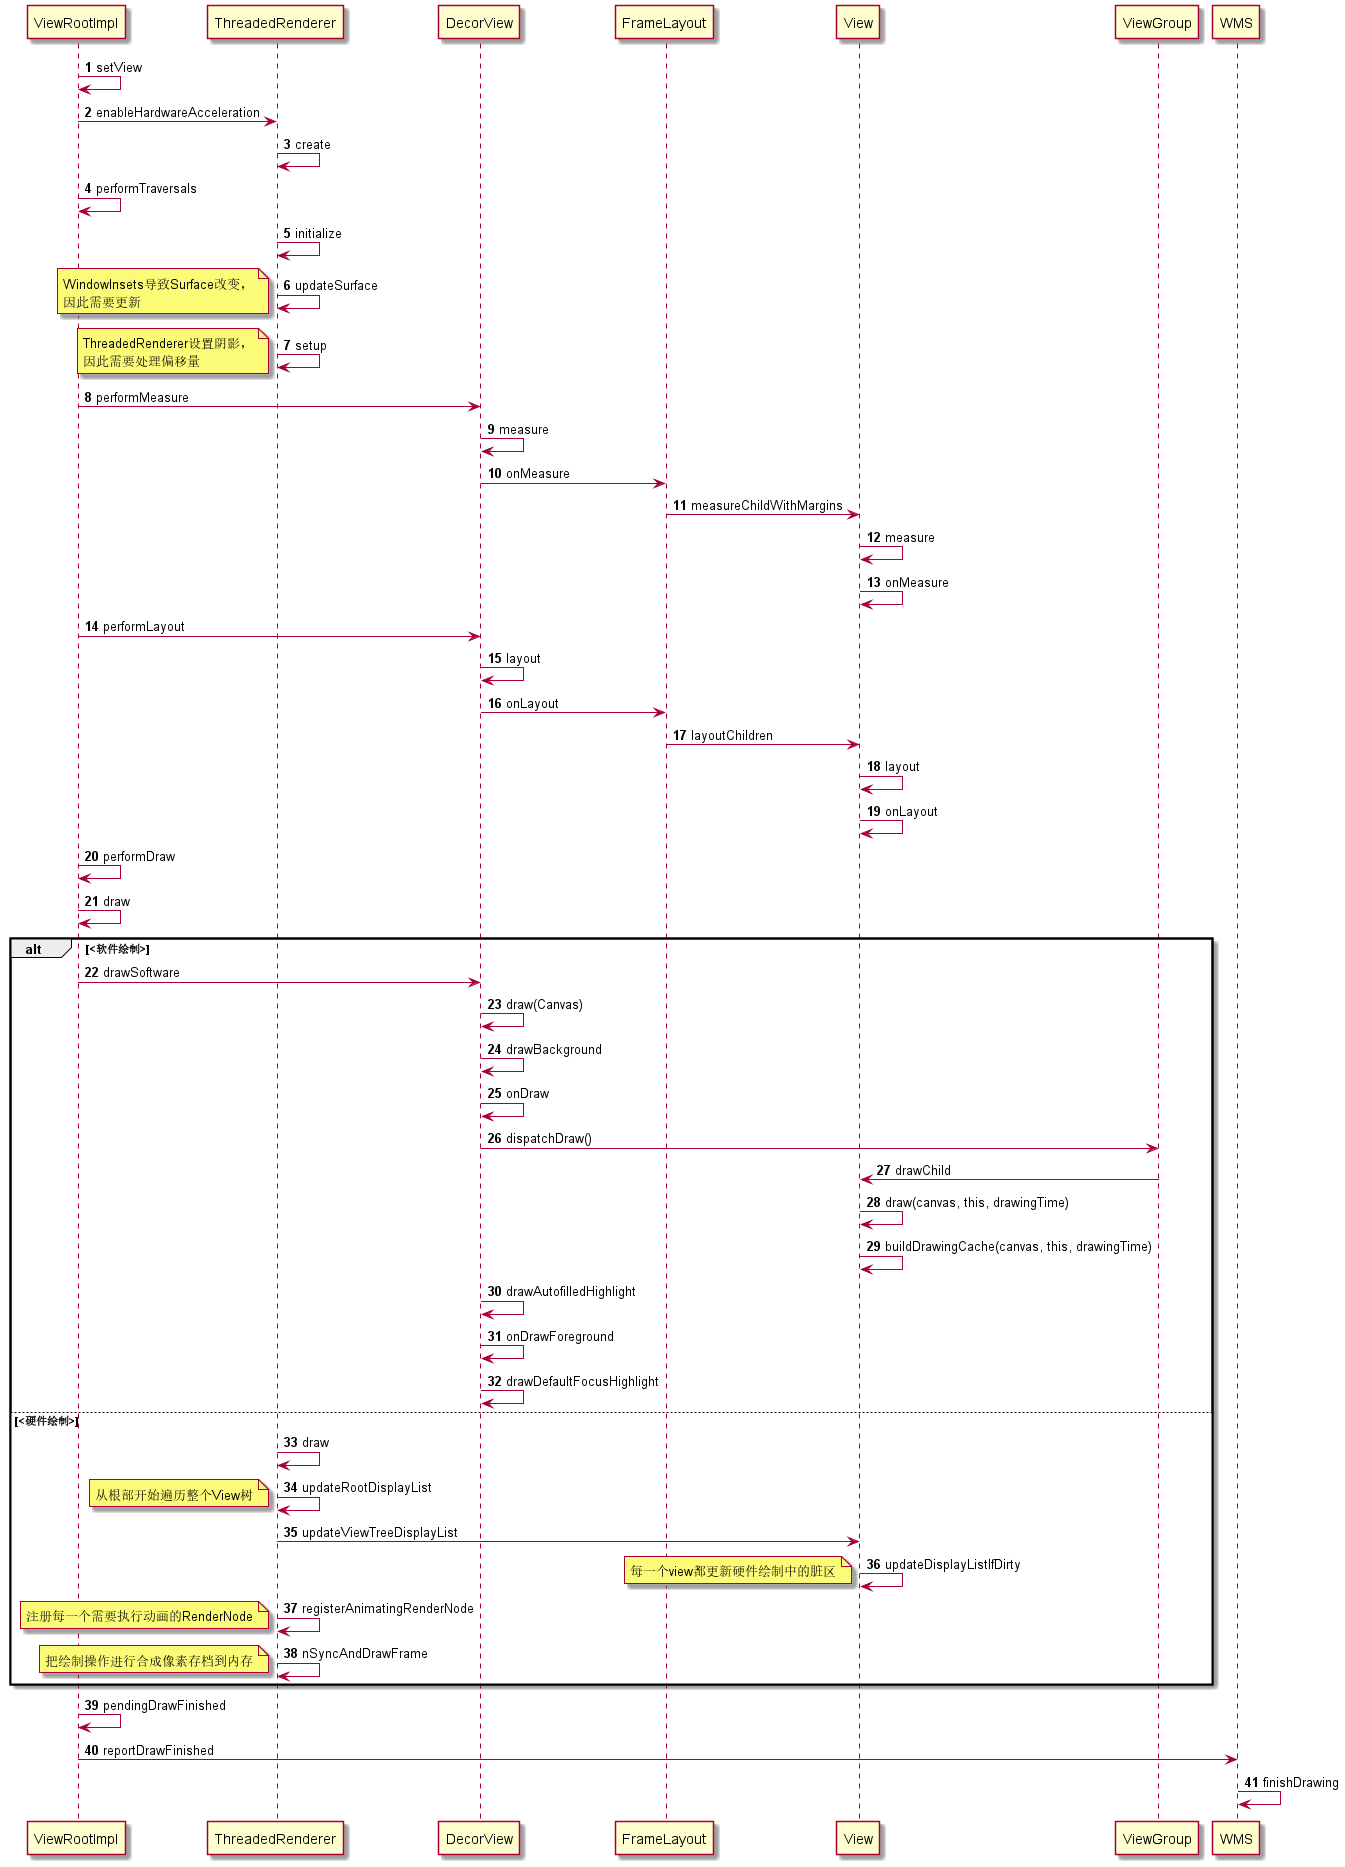 ViewRootImpl ThreadedRenderer DecorView FrameLayout View ViewGroup WMS
1 setView
2 enableHardwareAcceleration
3 create
4 performTraversals
5 initialize
WindowInsets导致Surface改变，
因此需要更新
6 updateSurface
ThreadedRenderer设置阴影，
因此需要处理偏移量
7 setup
8 performMeasure
9 measure
10 onMeasure
11 measureChildWithMargins
12 measure
13 onMeasure
14 performLayout
15 layout
16 onLayout
17 layoutChildren
18 layout
19 onLayout
20 performDraw
21 draw
alt [<软件绘制>]
22 drawSoftware
23 draw(Canvas)
24 drawBackground
25 onDraw
26 dispatchDraw()
27 drawChild
28 draw(canvas, this, drawingTime)
29 buildDrawingCache(canvas, this, drawingTime)
30 drawAutofilledHighlight
31 onDrawForeground
32 drawDefaultFocusHighlight
[<硬件绘制>]
33 draw
从根部开始遍历整个View树
34 updateRootDisplayList
35 updateViewTreeDisplayList
每一个view都更新硬件绘制中的脏区
36 updateDisplayListIfDirty
注册每一个需要执行动画的RenderNode
37 registerAnimatingRenderNode
把绘制操作进行合成像素存档到内存
38 nSyncAndDrawFrame
39 pendingDrawFinished
40 reportDrawFinished
41 finishDrawing
ViewRootImpl ThreadedRenderer DecorView FrameLayout View ViewGroup WMS